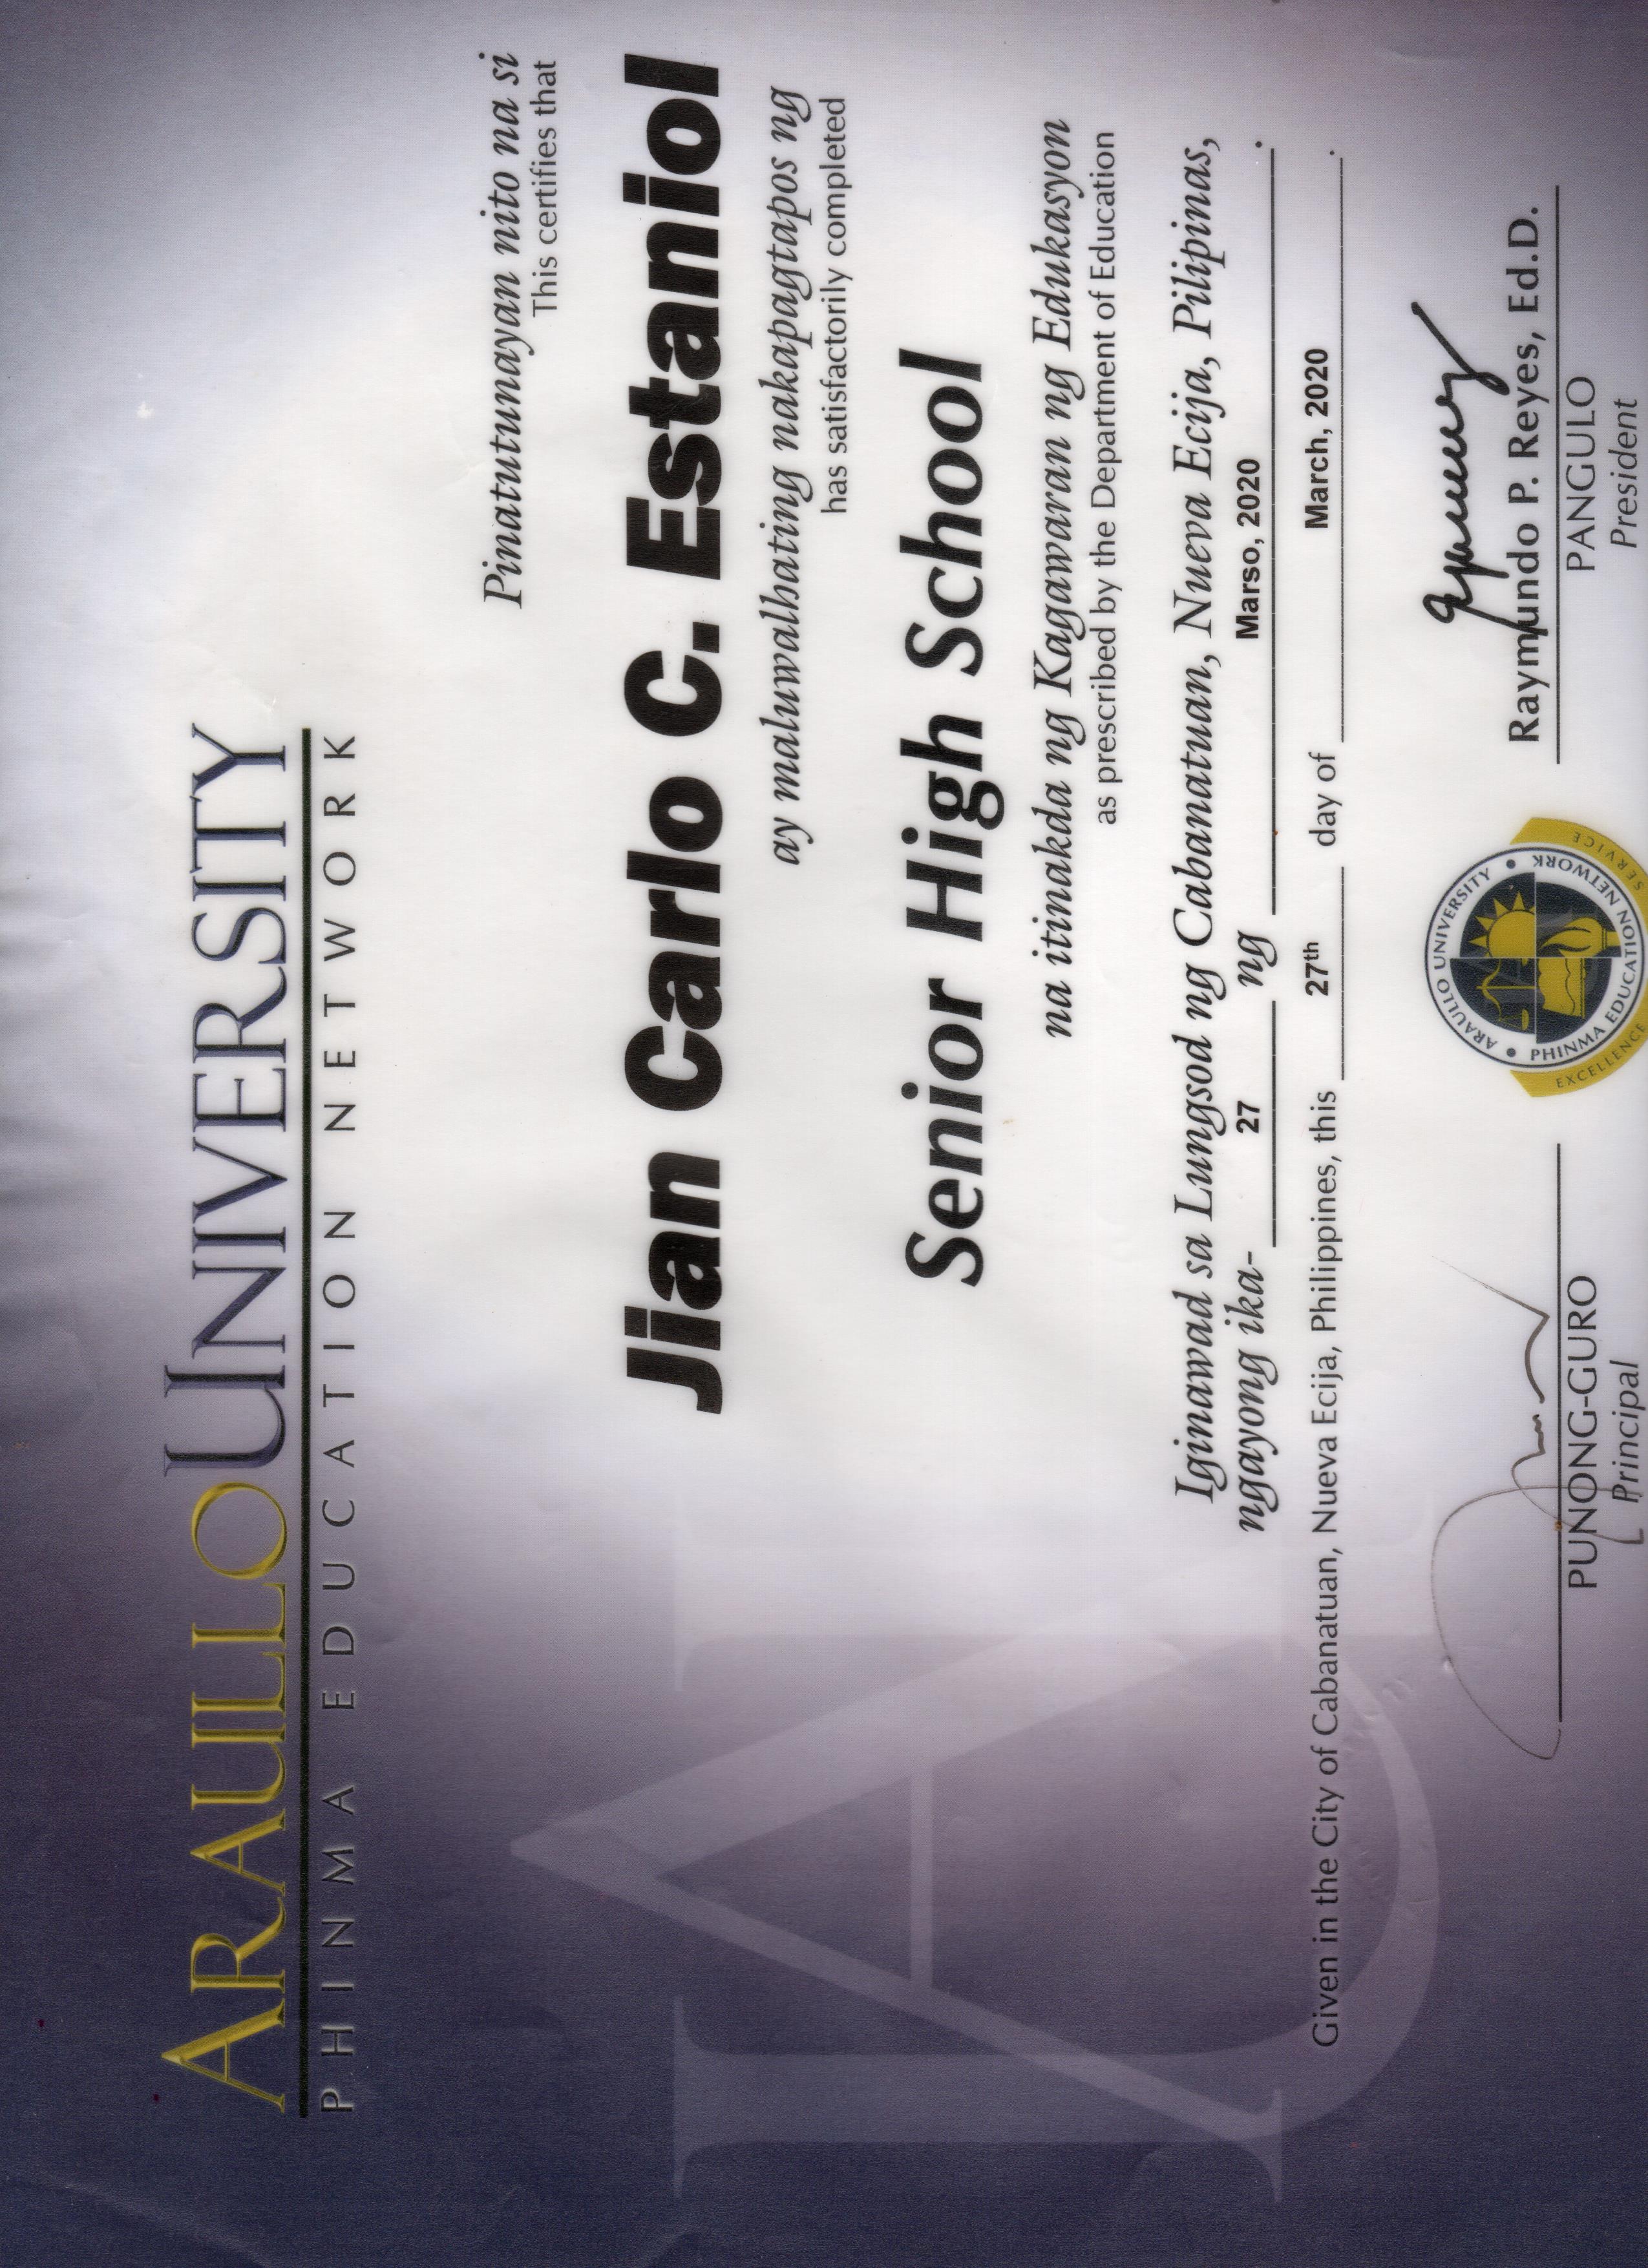 ARAULLO UNIVERSITY
PHINMA EDUCATION NETWORK
Pinatutunayan nito na si
This certifies that
Jian Carlo C. Estaniol
ay maluwalhating nakapagtapos ng
has satisfactorily completed
Senior High School
na itinakda ng Kagawaran ng Edukasyon
as prescribed by the Department of Education
Iginawad sa Lungsod ng Cabanatuan, Nueva Ecija, Pilipinas,
ngayong ika- 27 ng Marso, 2020.
Given in the City of Cabanatuan, Nueva Ecija, Philippines, this 27th day of March, 2020.
PUNONG-GURO
Principal
ARAULLO UNIVERSITY
PHINMA EDUCATION NETWORK
EXCELLENCE
SERVICE
Raymundo P. Reyes, Ed.D.
PANGULO
President